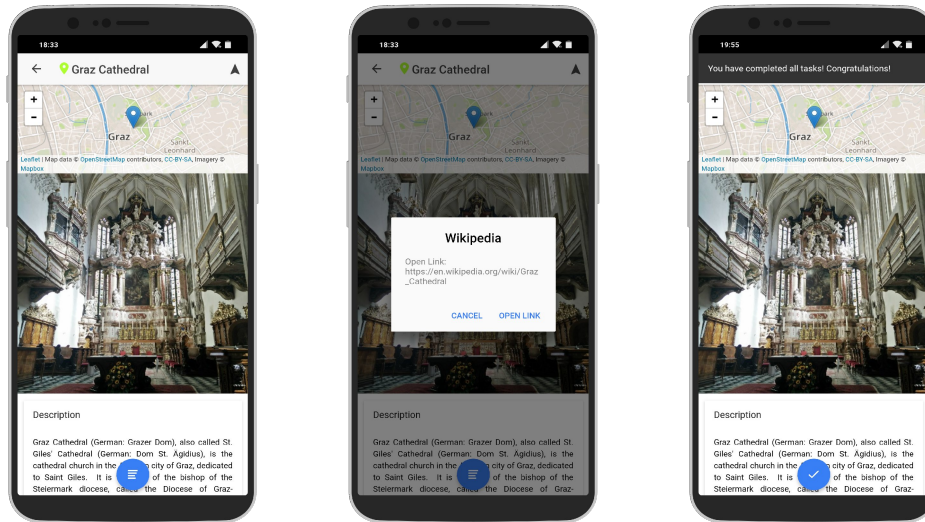 18:33
Graz Cathedral
+
-
Park
Graz
Sankt
Leonhard
Leaflet | Map data © OpenStreetMap contributors, CC-BY-SA, Imagery ©
Mapbox
Description
Graz Cathedral (German: Grazer Dom), also called St.
Giles' Cathedral (German: Dom St. Ägidius), is the
cathedral church in the city of Graz, dedicated
to Saint Giles. It is of the bishop of the
Steiermark diocese, the Diocese of Graz-
18:33
Graz Cathedral
+
-
Graz
Sankt
Leonhard
Leaflet | Map data © OpenStreetMap contributors, CC-BY-SA, Imagery ©
Mapbox
Wikipedia
Open Link:
https://en.wikipedia.org/wiki/Graz
_Cathedral
CANCEL
OPEN LINK
Description
Graz Cathedral (German: Grazer Dom), also called St.
Giles' Cathedral (German: Dom St. Ägidius), is the
cathedral church in the city of Graz, dedicated
to Saint Giles. It is of the bishop of the
Steiermark diocese, the Diocese of Graz-
19:55
You have completed all tasks! Congratulations!
+
-
Graz
Sankt
Leonhard
Leaflet | Map data © OpenStreetMap contributors, CC-BY-SA, Imagery ©
Mapbox
Description
Graz Cathedral (German: Grazer Dom), also called St.
Giles' Cathedral (German: Dom St. Ägidius), is the
cathedral church in the city of Graz, dedicated
to Saint Giles. It is of the bishop of the
Steiermark diocese, the Diocese of Graz-